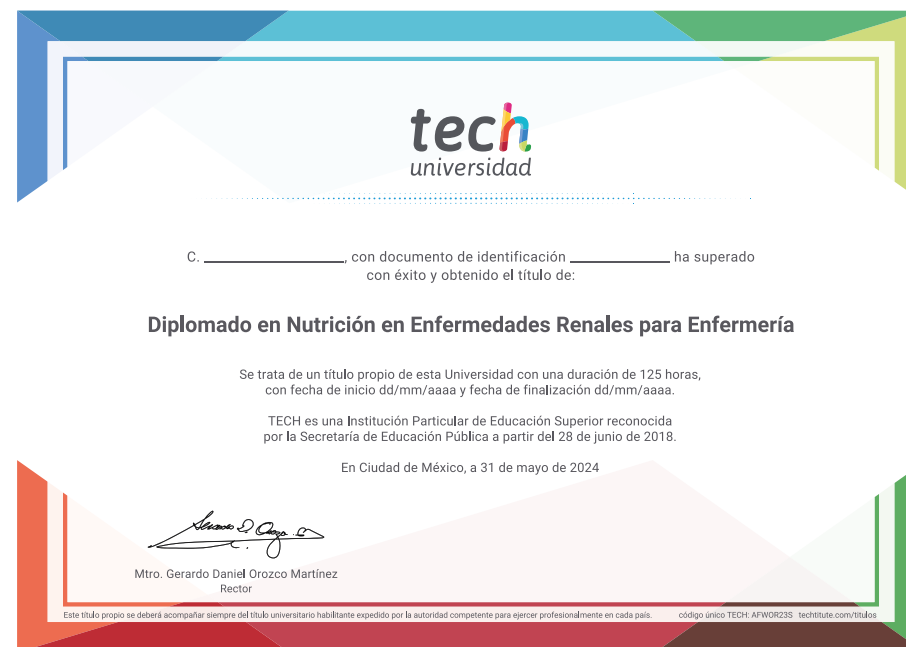 tech
universidad
C. ____________, con documento de identificación ____________ ha superado
con éxito y obtenido el título de:
Diplomado en Nutrición en Enfermedades Renales para Enfermería
Se trata de un título propio de esta Universidad con una duración de 125 horas,
con fecha de inicio dd/mm/aaaa y fecha de finalización dd/mm/aaaa.
TECH es una Institución Particular de Educación Superior reconocida
por la Secretaría de Educación Pública a partir del 28 de junio de 2018.
En Ciudad de México, a 31 de mayo de 2024
Mtro. Gerardo Daniel Orozco Martínez
Rector
Este título propio se deberá acompañar siempre del título universitario habilitante expedido por la autoridad competente para ejercer profesionalmente en cada país. código único TECH: AFWOR23S techtitute.com/titulos